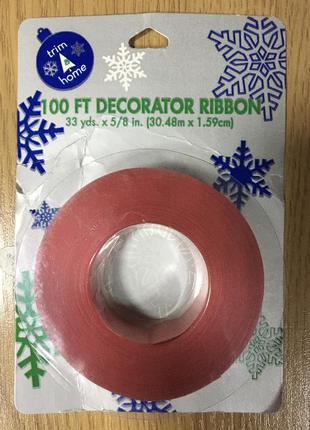 trim
A
home
100 FT DECORATOR RIBBON
33 yds. x 5/8 in. (30.48m x 1.59cm)